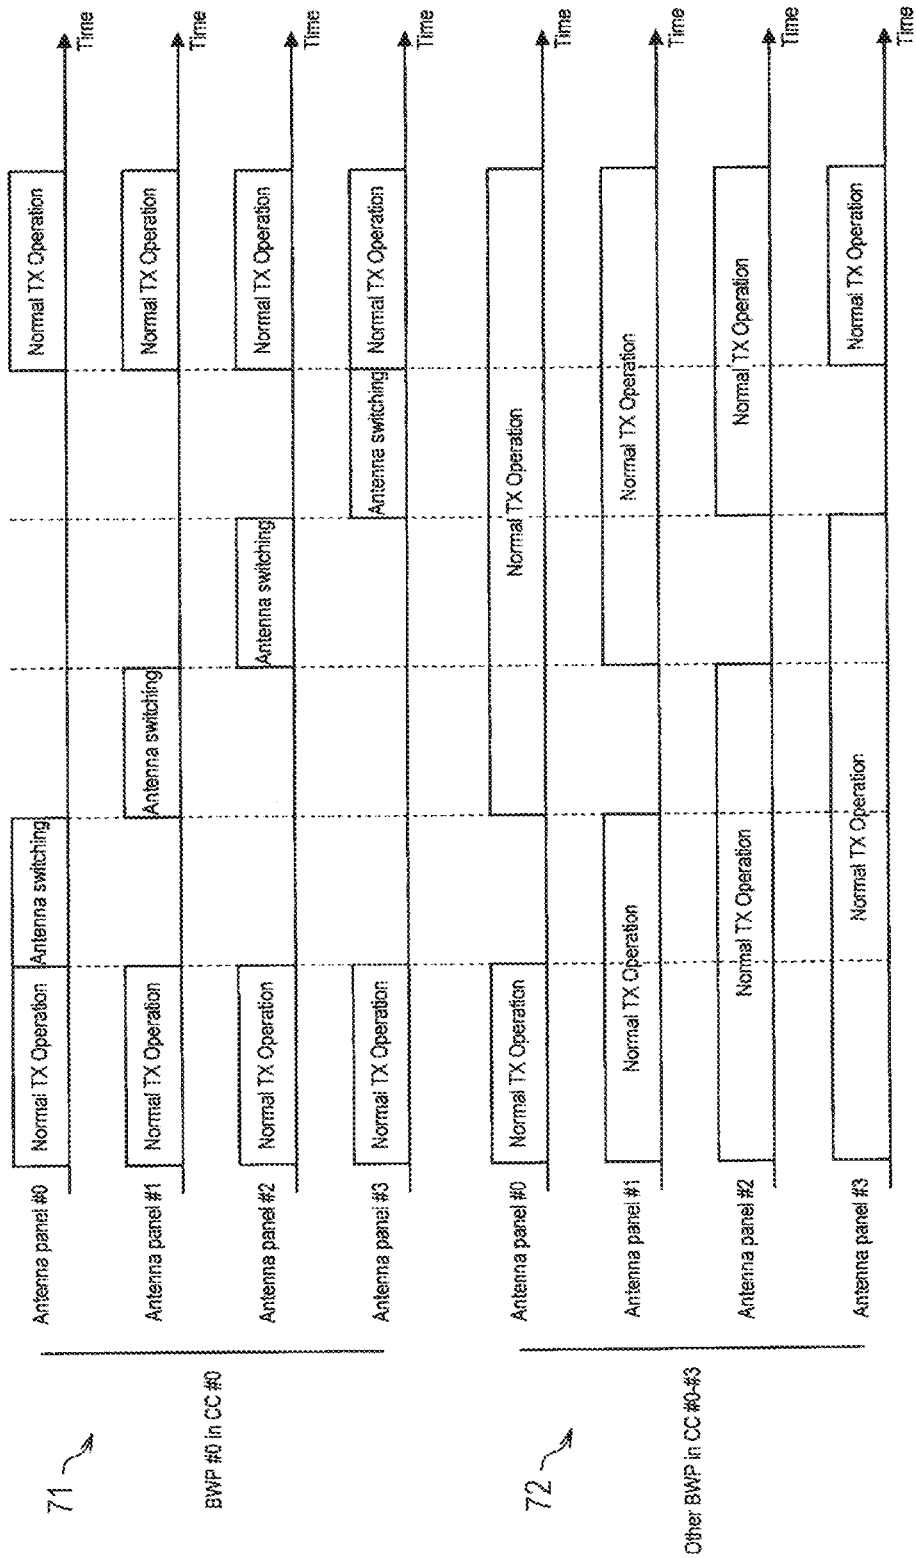 71
BWP #0 in CC #0
Antenna panel #0
Normal TX Operation
Antenna switching
Normal TX Operation
Time
Antenna panel #1
Normal TX Operation
Antenna switching
Normal TX Operation
Time
Antenna panel #2
Normal TX Operation
Antenna switching
Normal TX Operation
Time
Antenna panel #3
Normal TX Operation
Antenna switching
Normal TX Operation
Time
72
Other BWP in CC #0-#3
Antenna panel #0
Normal TX Operation
Normal TX Operation
Time
Antenna panel #1
Normal TX Operation
Normal TX Operation
Time
Antenna panel #2
Normal TX Operation
Normal TX Operation
Time
Antenna panel #3
Normal TX Operation
Normal TX Operation
Time